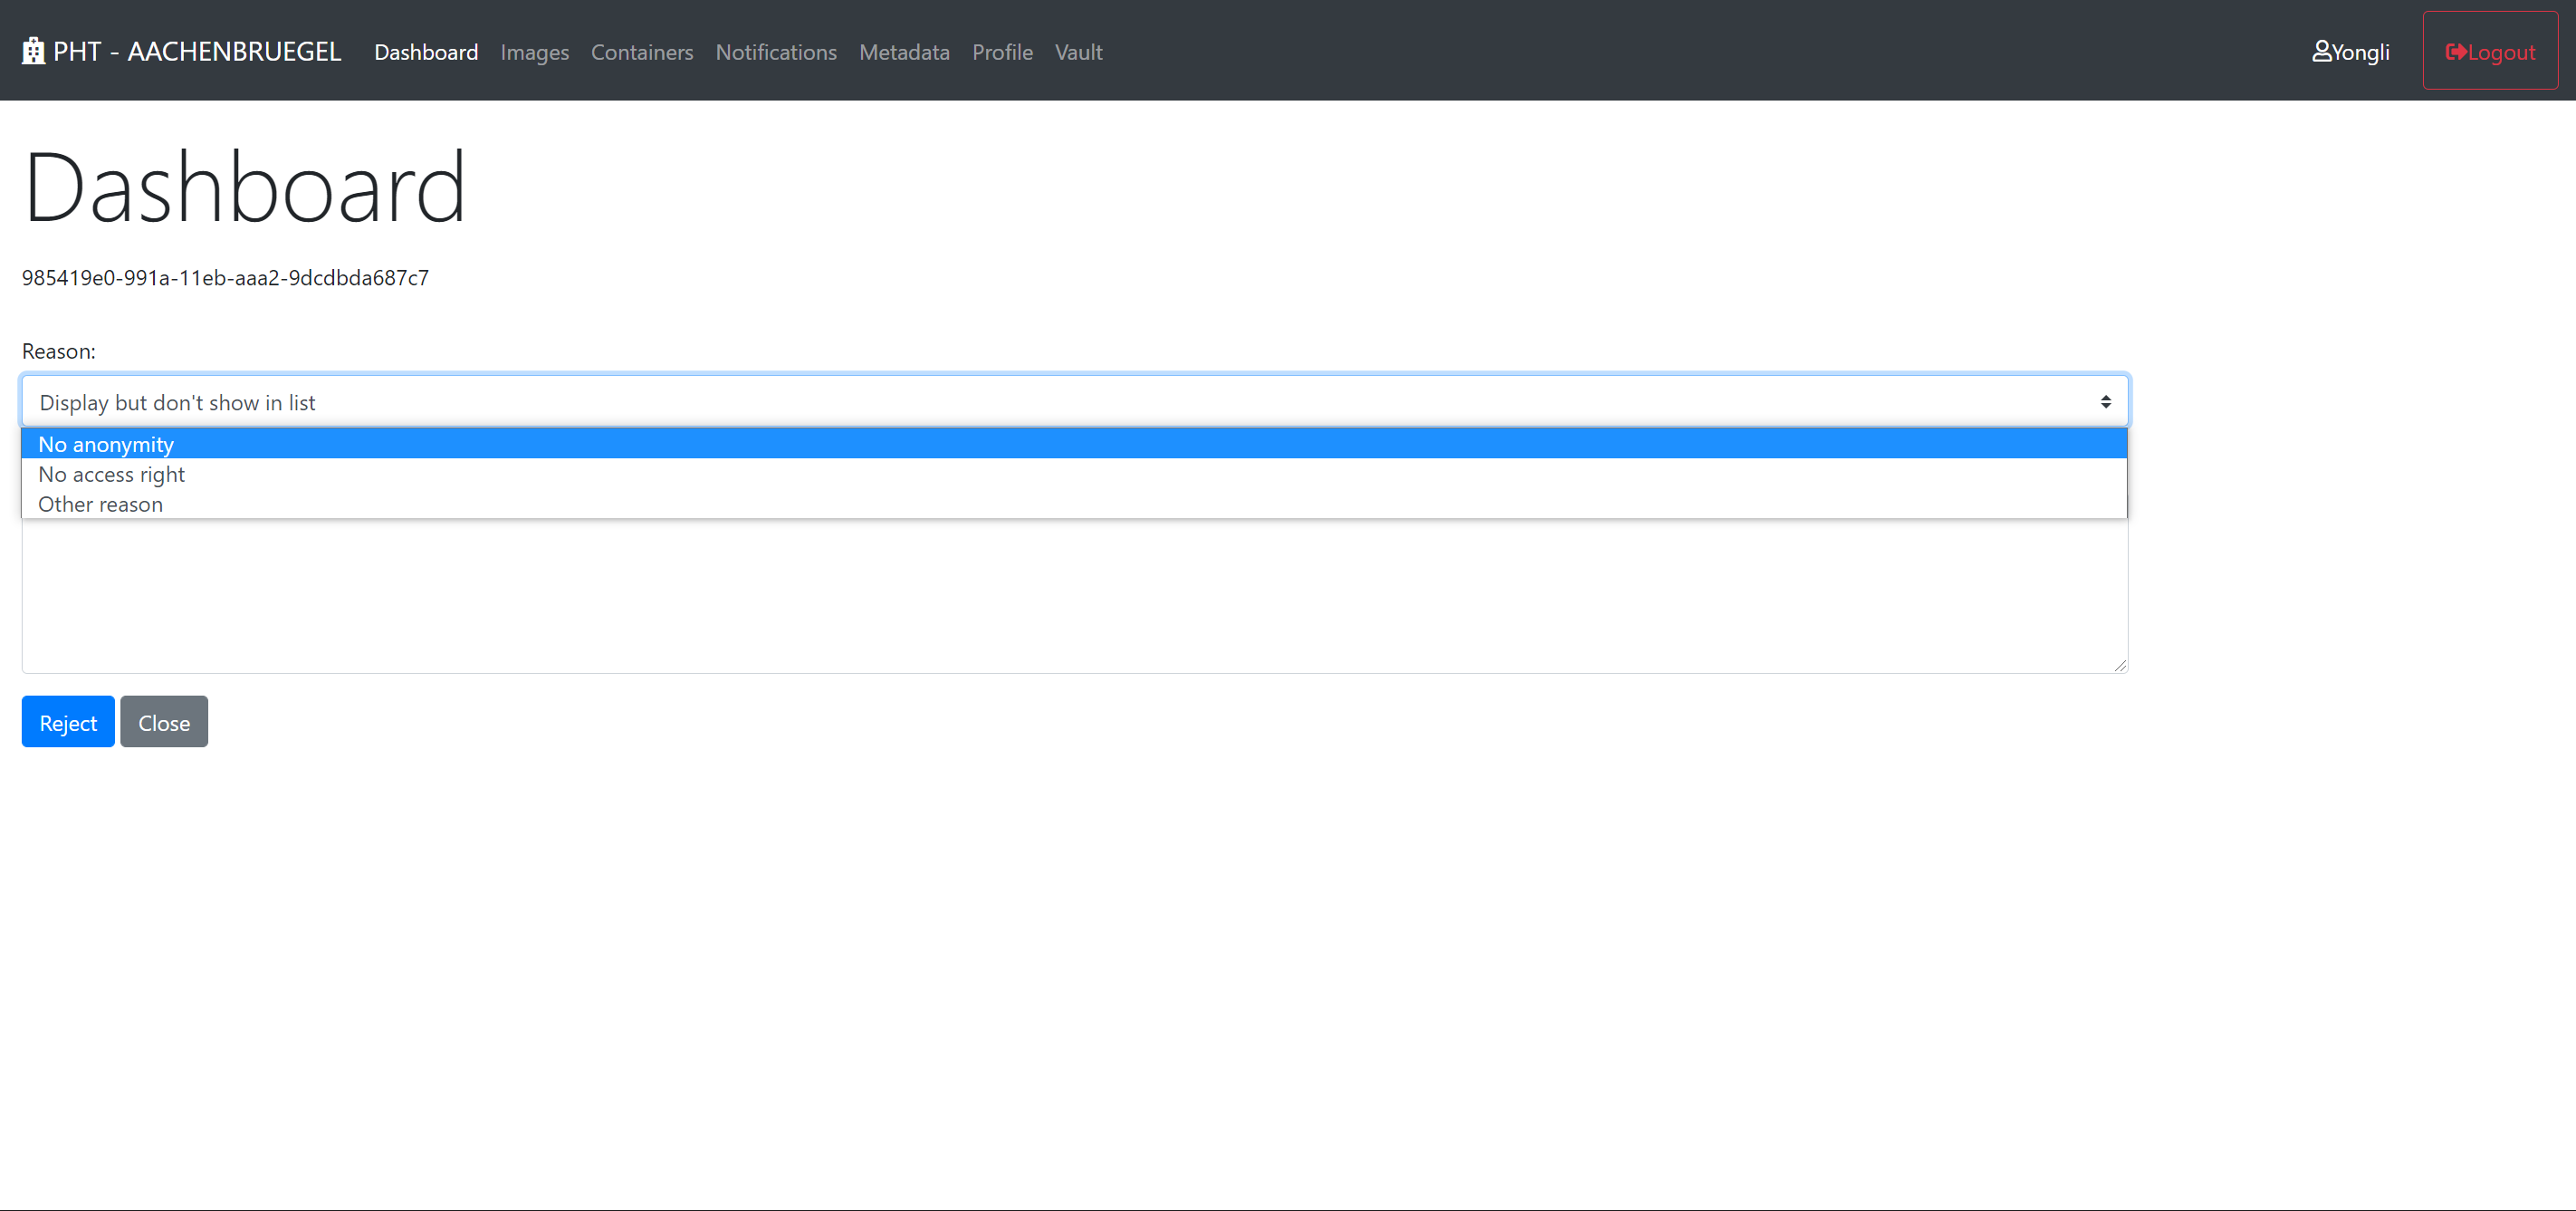 PHT - AACHENBRUEGEL Dashboard Images Containers Notifications Metadata Profile Vault Yongli Logout
Dashboard
985419e0-991a-11eb-aaa2-9dcdbda687c7
Reason:
Display but don't show in list
No anonymity
No access right
Other reason
Reject Close